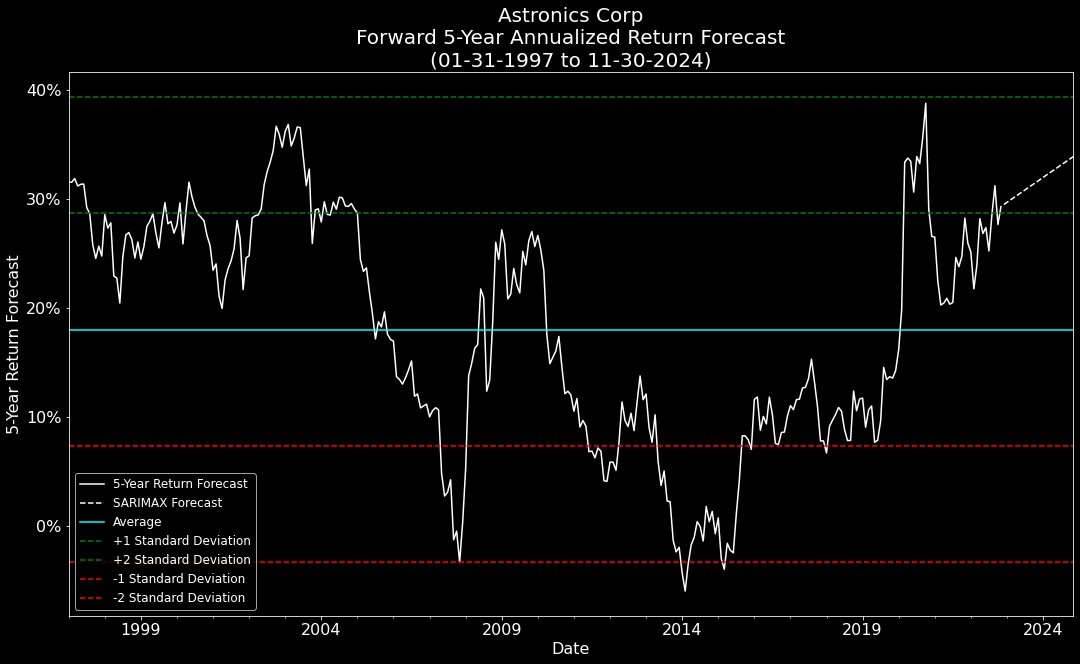 Astronics Corp
Forward 5-Year Annualized Return Forecast
(01-31-1997 to 11-30-2024)
5-Year Return Forecast
40%
30%
20%
10%
0%
5-Year Return Forecast
SARIMAX Forecast
Average
+1 Standard Deviation
+2 Standard Deviation
-1 Standard Deviation
-2 Standard Deviation
1999 2004 2009 2014 2019 2024
Date